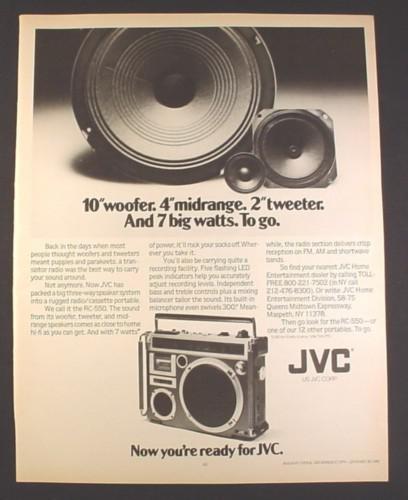 10″woofer. 4″midrange. 2″tweeter.
And 7 big watts. To go.
Back in the days when most
people thought woofers and tweeters
meant puppies and parakeets, a tran-
sistor radio was the best way to carry
your sound around.
Not anymore. Now JVC has
packed a big three-way speaker system
into a rugged radio/cassette portable.
We call it the RC-550. The sound
from its woofer, tweeter, and mid-
range speakers comes as close to home
hi-fi as you can get. And with 7 watts
of power, it'll rock your socks off. Wher-
ever you take it.
You'll also be carrying quite a
recording facility. Five flashing LED
peak indicators help you accurately
adjust recording levels. Independent
bass and treble controls plus a mixing
balancer tailor the sound. Its built-in
microphone even swivels 300°. Mean-
while, the radio section delivers crisp
reception on FM, AM and shortwave
bands.
So find your nearest JVC Home
Entertainment dealer by calling TOLL-
FREE 800-221-7502 (in NY call
212-476-8300). Or write JVC Home
Entertainment Division, 58-75
Queens Midtown Expressway,
Maspeth, NY 11378.
Then go look for the RC-550—or
one of our 12 other portables. To go.
JVC
US JVC CORP.
Now you're ready for JVC.